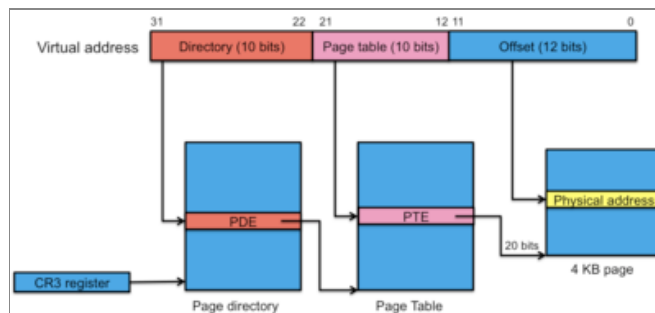 31 22 21 12 11 0
Virtual address Directory (10 bits) Page table (10 bits) Offset (12 bits)
Physical address
PDE PTE
20 bits
4 KB page
CR3 register
Page directory Page Table